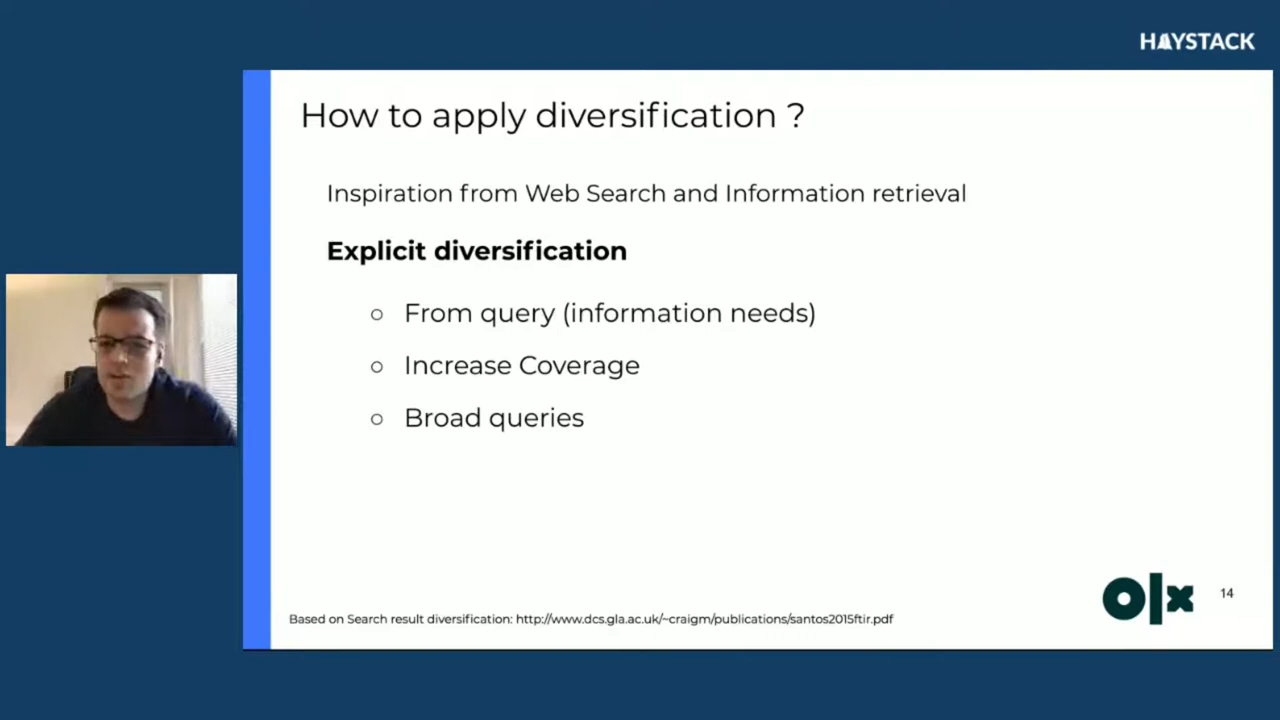 HAYSTACK
How to apply diversification ?
Inspiration from Web Search and Information retrieval
Explicit diversification
○ From query (information needs)
○ Increase Coverage
○ Broad queries
olx
14
Based on Search result diversification: http://www.dcs.gla.ac.uk/~craigm/publications/santos2015ftir.pdf